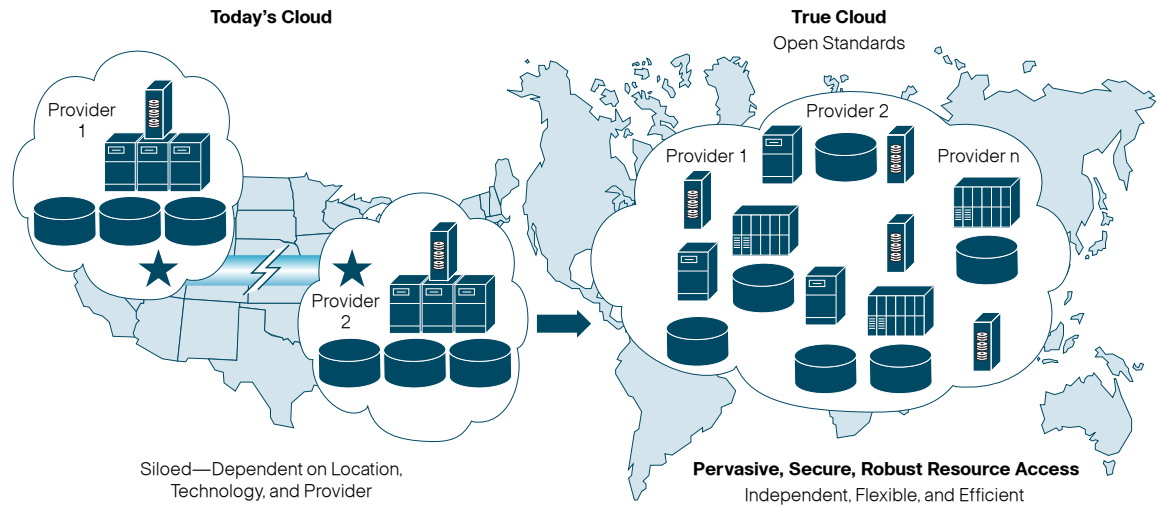 Today’s Cloud
Provider
1
Provider
2
Siloed—Dependent on Location,
Technology, and Provider
True Cloud
Open Standards
Provider 2
Provider 1
Provider n
Pervasive, Secure, Robust Resource Access
Independent, Flexible, and Efficient